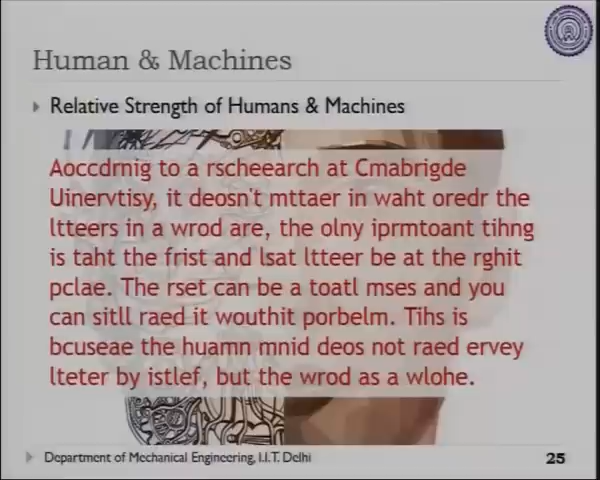 Human & Machines
Relative Strength of Humans & Machines
Aoccdrnig to a rscheearch at Cmabrigde
Uinervtisy, it deosn't mttaer in waht oredr the
ltteers in a wrod are, the olny iprmtoant tihng
is taht the frist and lsat ltteer be at the rghit
pclae. The rset can be a toatl mses and you
can sitll raed it wouthit porbelm. Tihs is
bcuseae the huamn mnid deos not raed ervey
lteter by istlef, but the wrod as a wlohe.
Department of Mechanical Engineering, I.I.T. Delhi
25